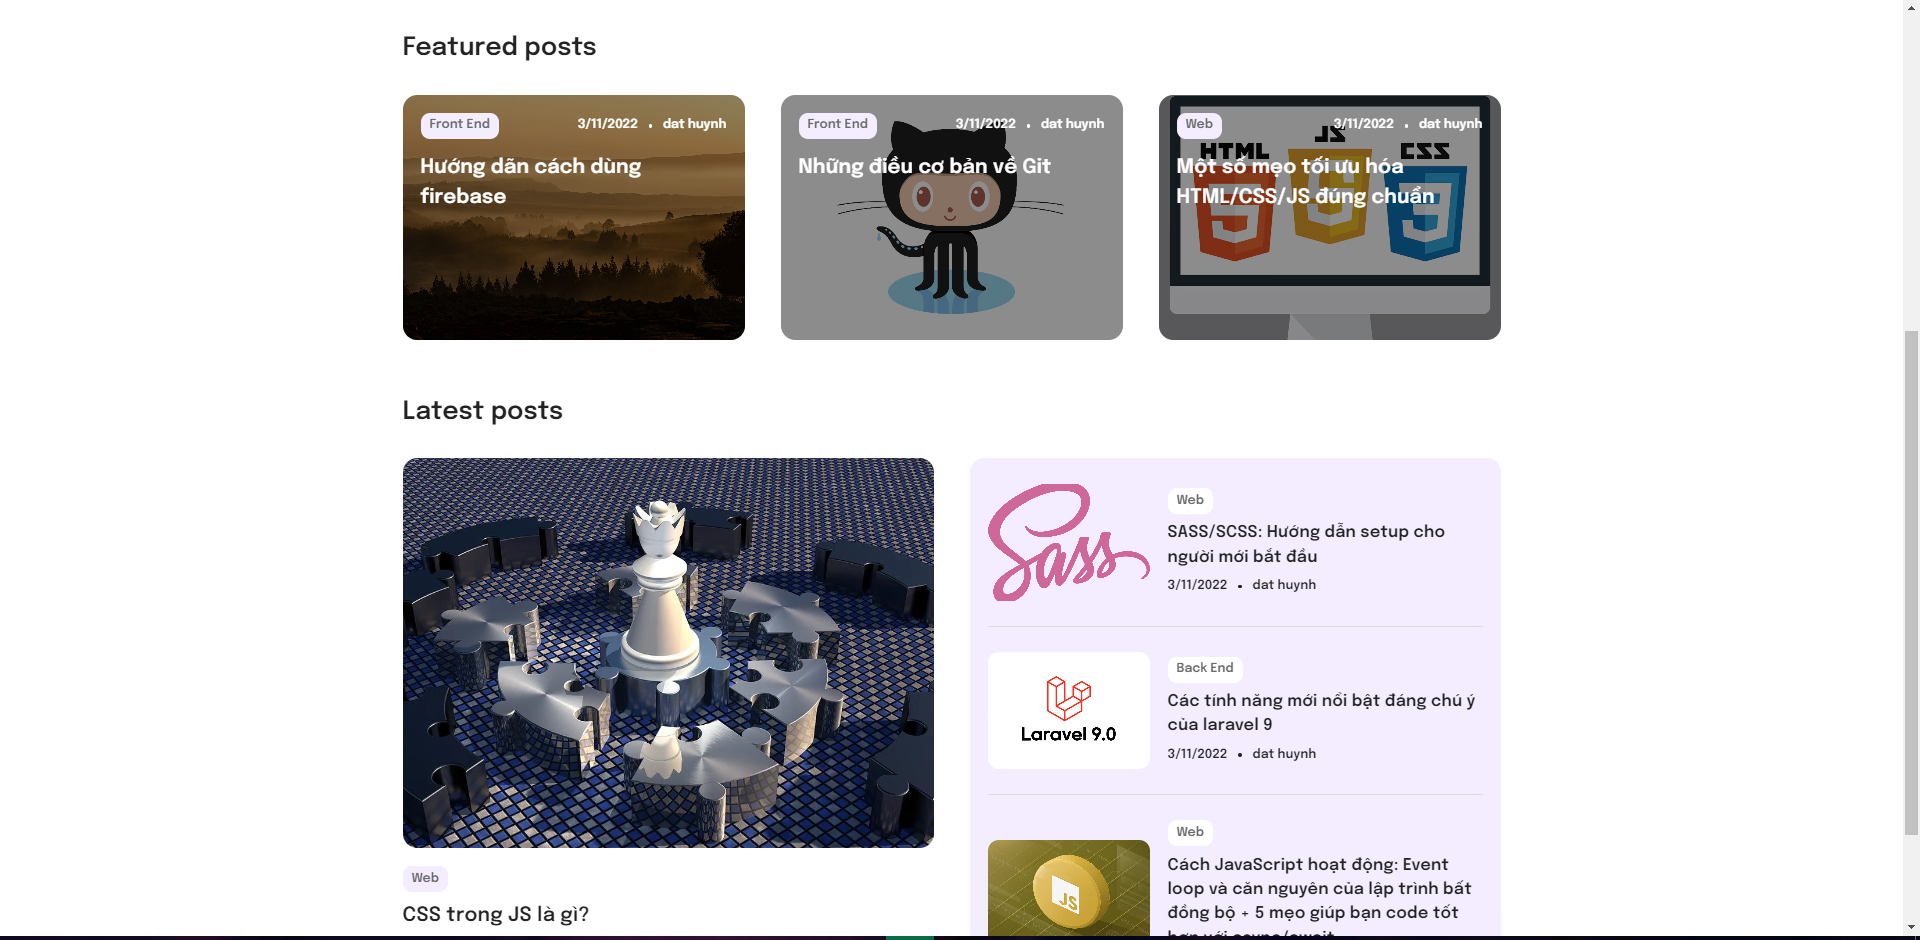 Featured posts
Front End
3/11/2022 • dat huynh
Hướng dẫn cách dùng
firebase
Front End
3/11/2022 • dat huynh
Những điều cơ bản về Git
Web
3/11/2022 • dat huynh
HTML
JS
CSS
Một số mẹo tối ưu hóa
HTML/CSS/JS đúng chuẩn
Latest posts
Web
CSS trong JS là gì?
Sass
Web
SASS/SCSS: Hướng dẫn setup cho
người mới bắt đầu
3/11/2022 • dat huynh
Laravel 9.0
Back End
Các tính năng mới nổi bật đáng chú ý
của laravel 9
3/11/2022 • dat huynh
JS
Web
Cách JavaScript hoạt động: Event
loop và căn nguyên của lập trình bất
đồng bộ + 5 mẹo giúp bạn code tốt
hơn với async/await